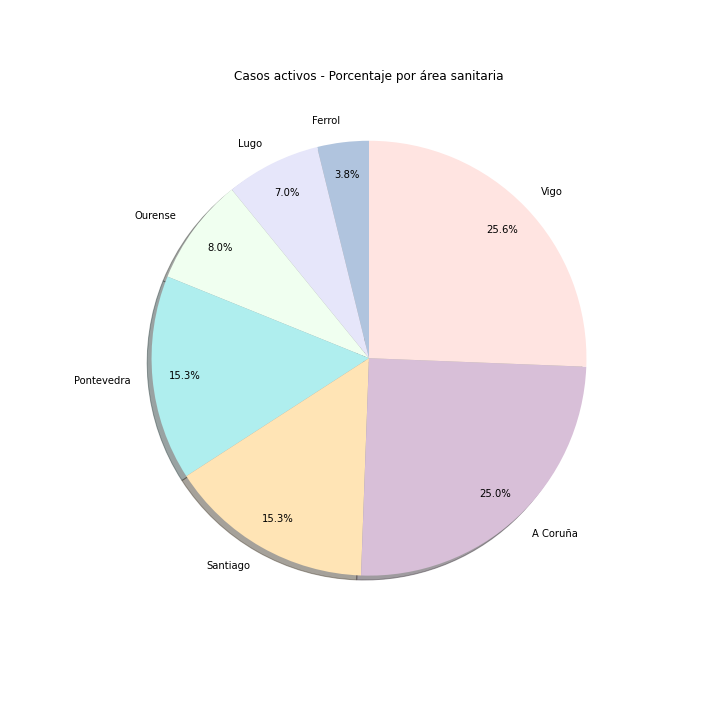 Casos activos - Porcentaje por área sanitaria
Ferrol
Lugo
3.8%
7.0%
Vigo
Ourense
25.6%
8.0%
15.3%
Pontevedra
25.0%
15.3%
A Coruña
Santiago